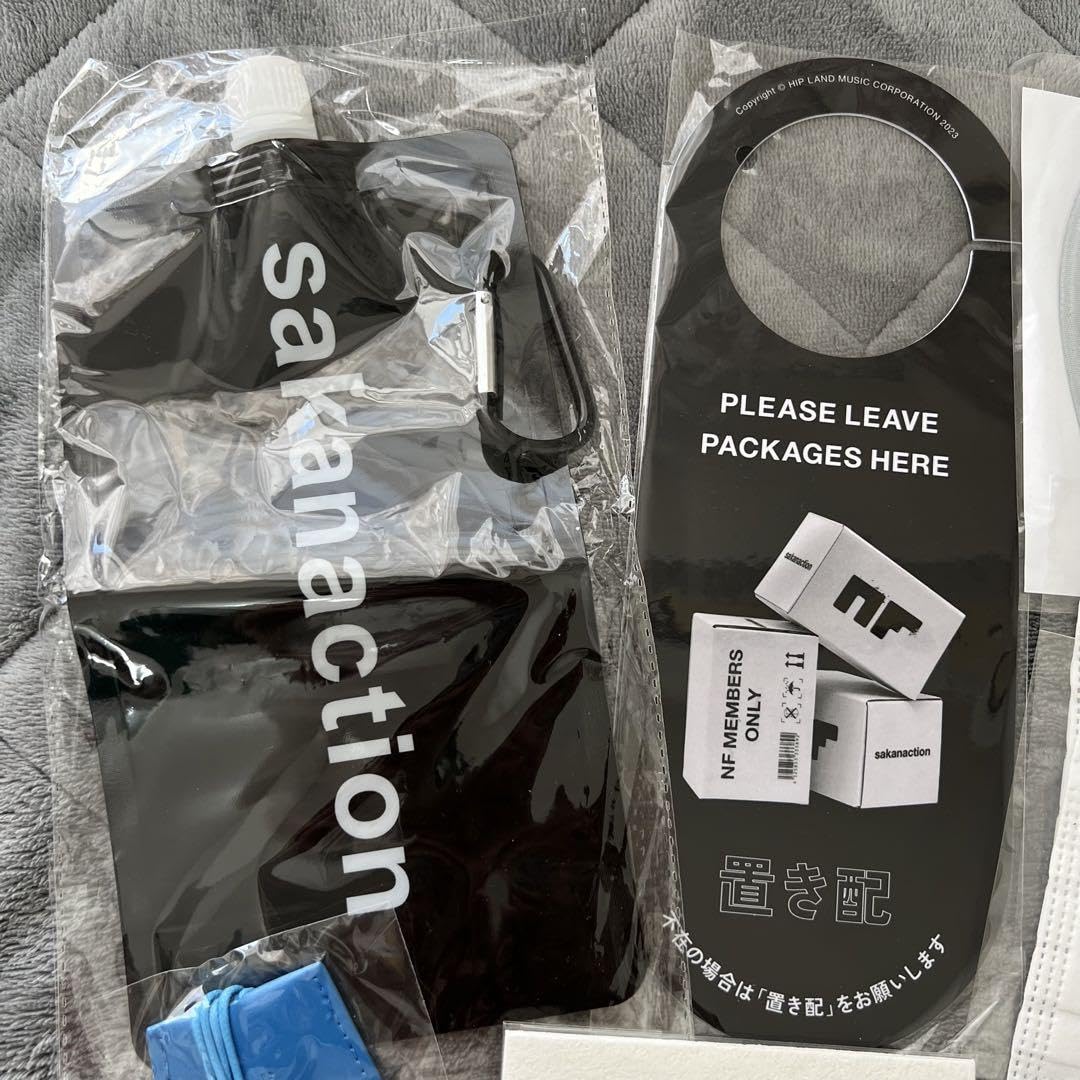 sakanaction
Copyright © HIP LAND MUSIC CORPORATION 2023
PLEASE LEAVE
PACKAGES HERE
sakanaction
NF
NF MEMBERS
ONLY
sakanaction
置き配
不在の場合は「置き配」をお願いします